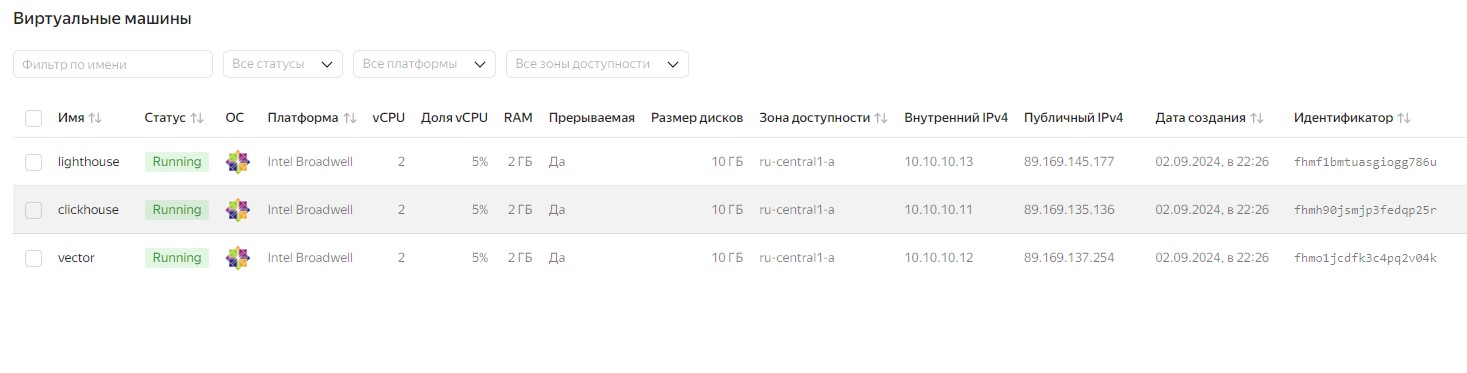 Виртуальные машины
Фильтр по имени Все статусы Все платформы Все зоны доступности
Имя Статус ОС Платформа vCPU Доля vCPU RAM Прерываемая Размер дисков Зона доступности Внутренний IPv4 Публичный IPv4 Дата создания Идентификатор
lighthouse Running Intel Broadwell 2 5% 2 ГБ Да 10 ГБ ru-central1-a 10.10.10.13 89.169.145.177 02.09.2024, в 22:26 fhmf1bmtuasgiogg786u
clickhouse Running Intel Broadwell 2 5% 2 ГБ Да 10 ГБ ru-central1-a 10.10.10.11 89.169.135.136 02.09.2024, в 22:26 fhmh90jsmjp3fedqp25r
vector Running Intel Broadwell 2 5% 2 ГБ Да 10 ГБ ru-central1-a 10.10.10.12 89.169.137.254 02.09.2024, в 22:26 fhmo1jcdfk3c4pq2v04k